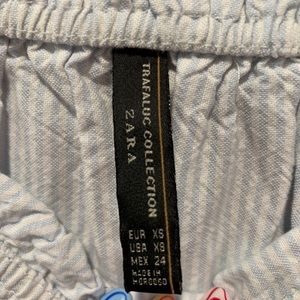 TRAFALUC COLLECTION
ZARA
EUR XS
USA XS
MEX 24
MADE IN
MOROCCO